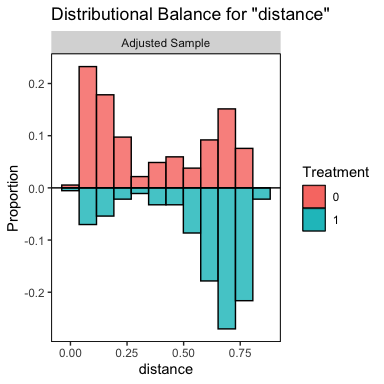 Distributional Balance for "distance"
Adjusted Sample
0.2
0.1
0.0
-0.1
-0.2
Proportion
0.00
0.25
0.50
0.75
distance
Treatment
0
1